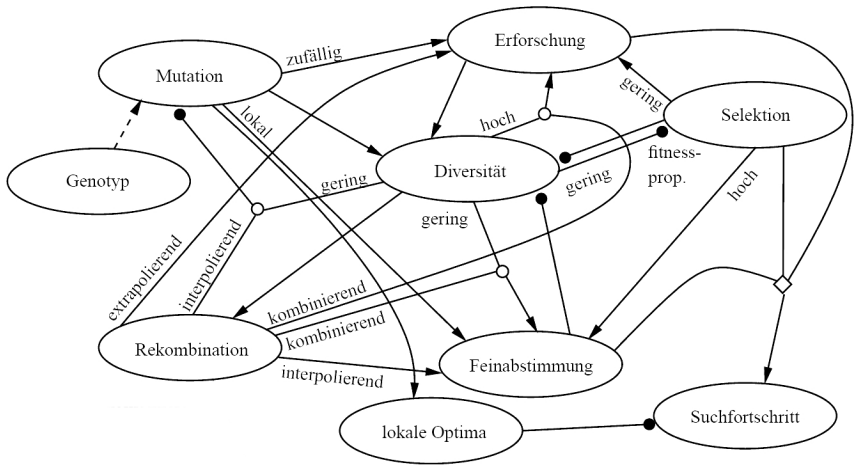 Erforschung
zufällig
Mutation
gering
Selektion
lokal
hoch
fitness-
prop.
Diversität
Genotyp
gering
gering
hoch
gering
extrapolierend
interpolierend
kombinierend
kombinierend
Rekombination
interpolierend
Feinabstimmung
lokale Optima
Suchfortschritt